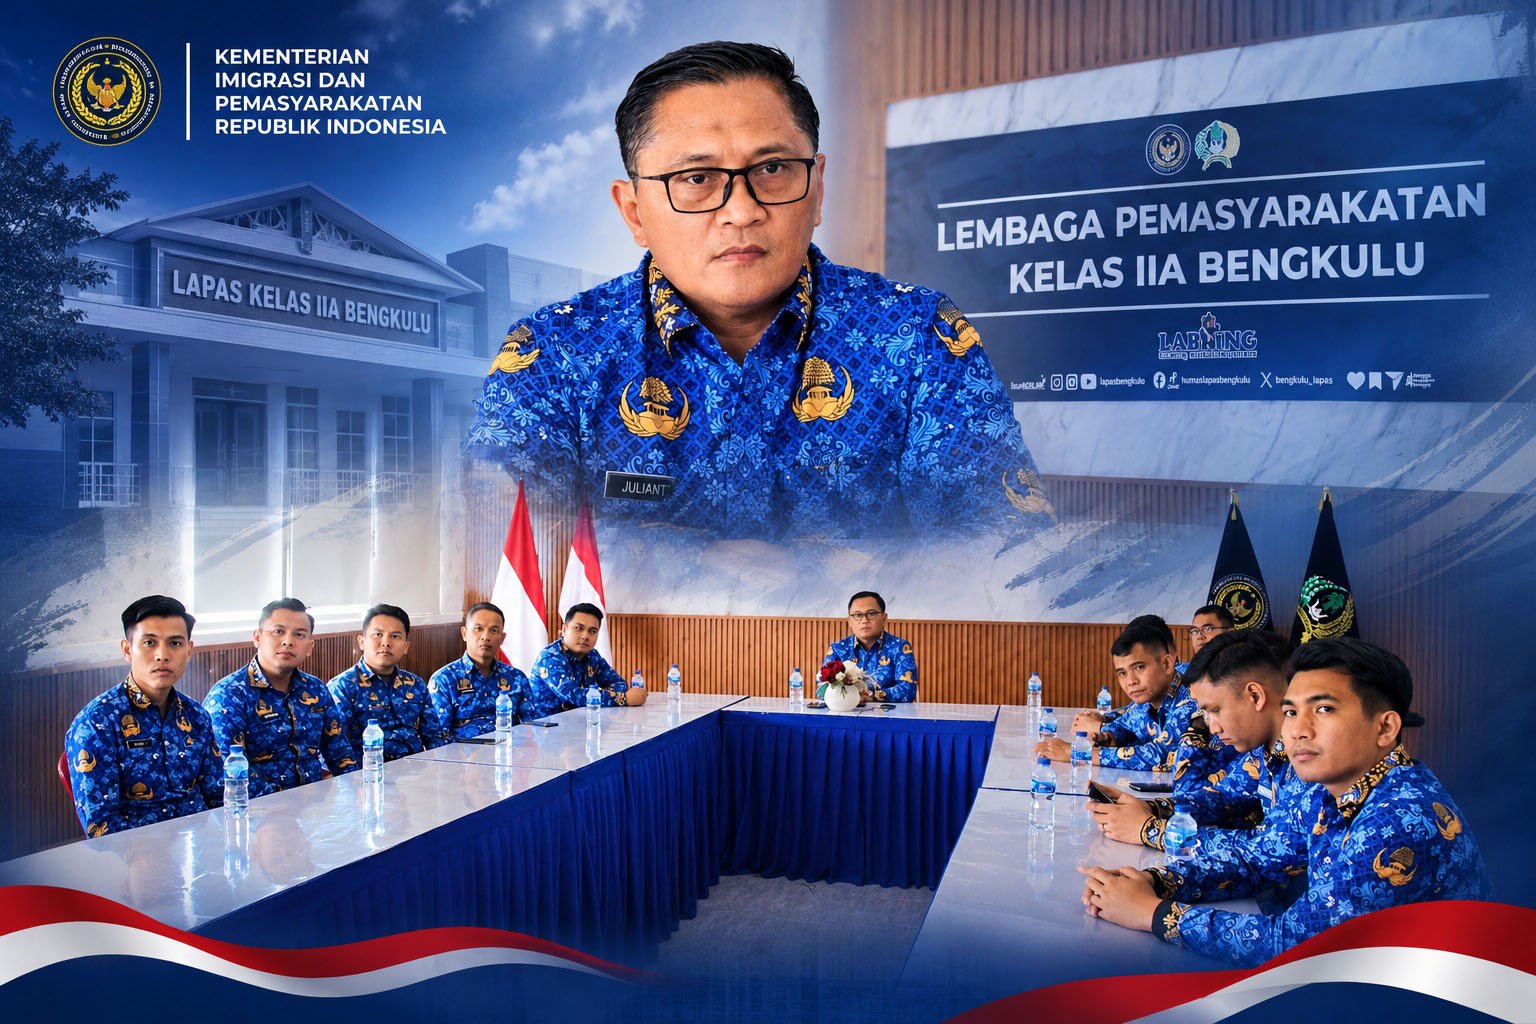 KEMENTERIAN
IMIGRASI DAN
PEMASYARAKATAN
REPUBLIK INDONESIA
LAPAS KELAS IIA BENGKULU
LEMBAGA PEMASYARAKATAN
KELAS IIA BENGKULU
lapasbengkulu humaslapasbengkulu X bengkulu_lapas
JULIANT